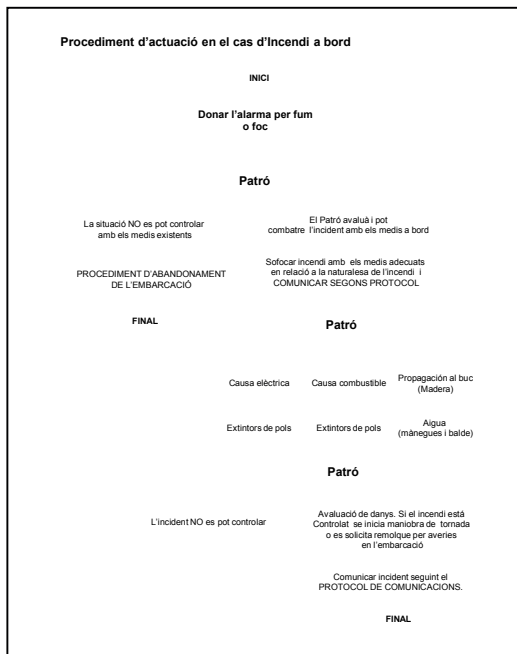 Procediment d'actuació en el cas d'Incendi a bord
INICI
Donar l'alarma per fum
o foc
Patró
La situació NO es pot controlar
amb els medis existents
El Patró avaluà i pot
combatre l'incident amb els medis a bord
PROCEDIMENT D'ABANDONAMENT
DE L'EMBARCACIÓ
Sofocar incendi amb els medis adecuats
en relació a la naturalesa de l'incendi i
COMUNICAR SEGONS PROTOCOL
FINAL
Patró
Causa elèctrica
Causa combustible
Propagación al buc
(Madera)
Extintors de pols
Extintors de pols
Aigua
(mànegues i balde)
Patró
L'incident NO es pot controlar
Avaluació de danys. Si el incendi está
Controlat se inicia maniobra de tornada
o es solicita remolque per averies
en l'embarcació
Comunicar incident seguint el
PROTOCOL DE COMUNICACIONS.
FINAL